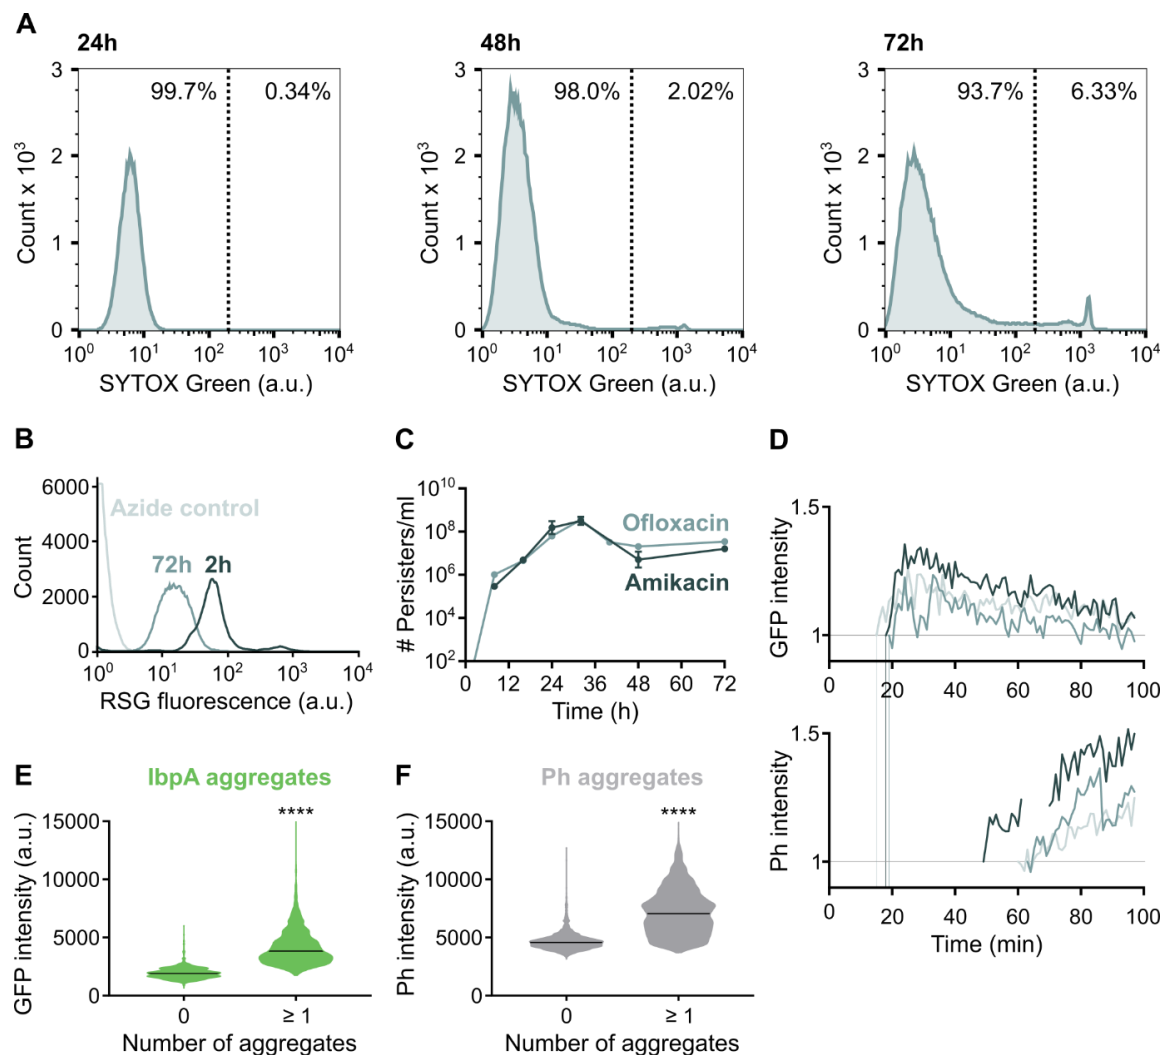 A
24h
48h
72h
3
2
1
0
Count x 10³
99.7%
0.34%
10⁰ 10¹ 10² 10³ 10⁴
SYTOX Green (a.u.)
3
2
1
0
Count x 10³
98.0%
2.02%
10⁰ 10¹ 10² 10³ 10⁴
SYTOX Green (a.u.)
3
2
1
0
Count x 10³
93.7%
6.33%
10⁰ 10¹ 10² 10³ 10⁴
SYTOX Green (a.u.)
B
6000
4000
2000
0
Count
Azide control
72h
2h
10⁰ 10¹ 10² 10³ 10⁴
RSG fluorescence (a.u.)
C
10¹⁰
10⁸
10⁶
10⁴
10²
# Persisters/ml
Ofloxacin
Amikacin
0 12 24 36 48 60 72
Time (h)
D
1.5
1
GFP intensity
0 20 40 60 80 100
1.5
1
Ph intensity
0 20 40 60 80 100
Time (min)
E
IbpA aggregates
****
15000
10000
5000
0
GFP intensity (a.u.)
0
≥ 1
Number of aggregates
F
Ph aggregates
****
15000
10000
5000
0
Ph intensity (a.u.)
0
≥ 1
Number of aggregates